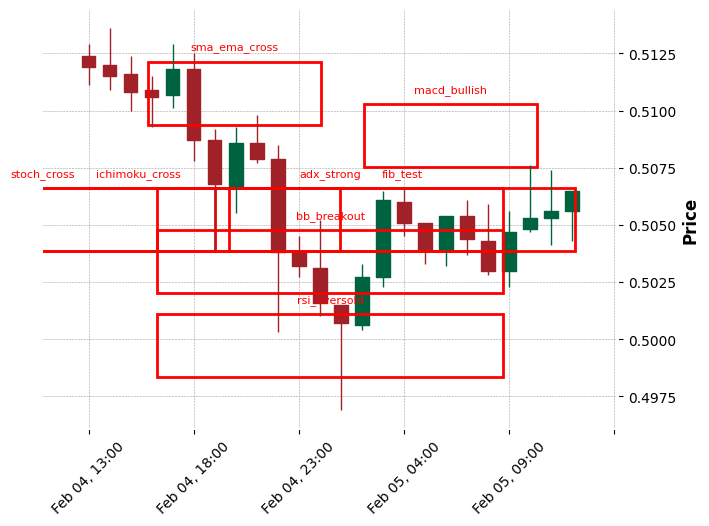 sma_ema_cross
0.5125
macd_bullish
0.5100
stoch_cross
ichimoku_cross
adx_strong
fib_test
0.5075
bb_breakout
0.5050
Price
0.5025
rsi_oversold
0.5000
0.4975
Feb 04, 13:00
Feb 04, 18:00
Feb 04, 23:00
Feb 05, 04:00
Feb 05, 09:00